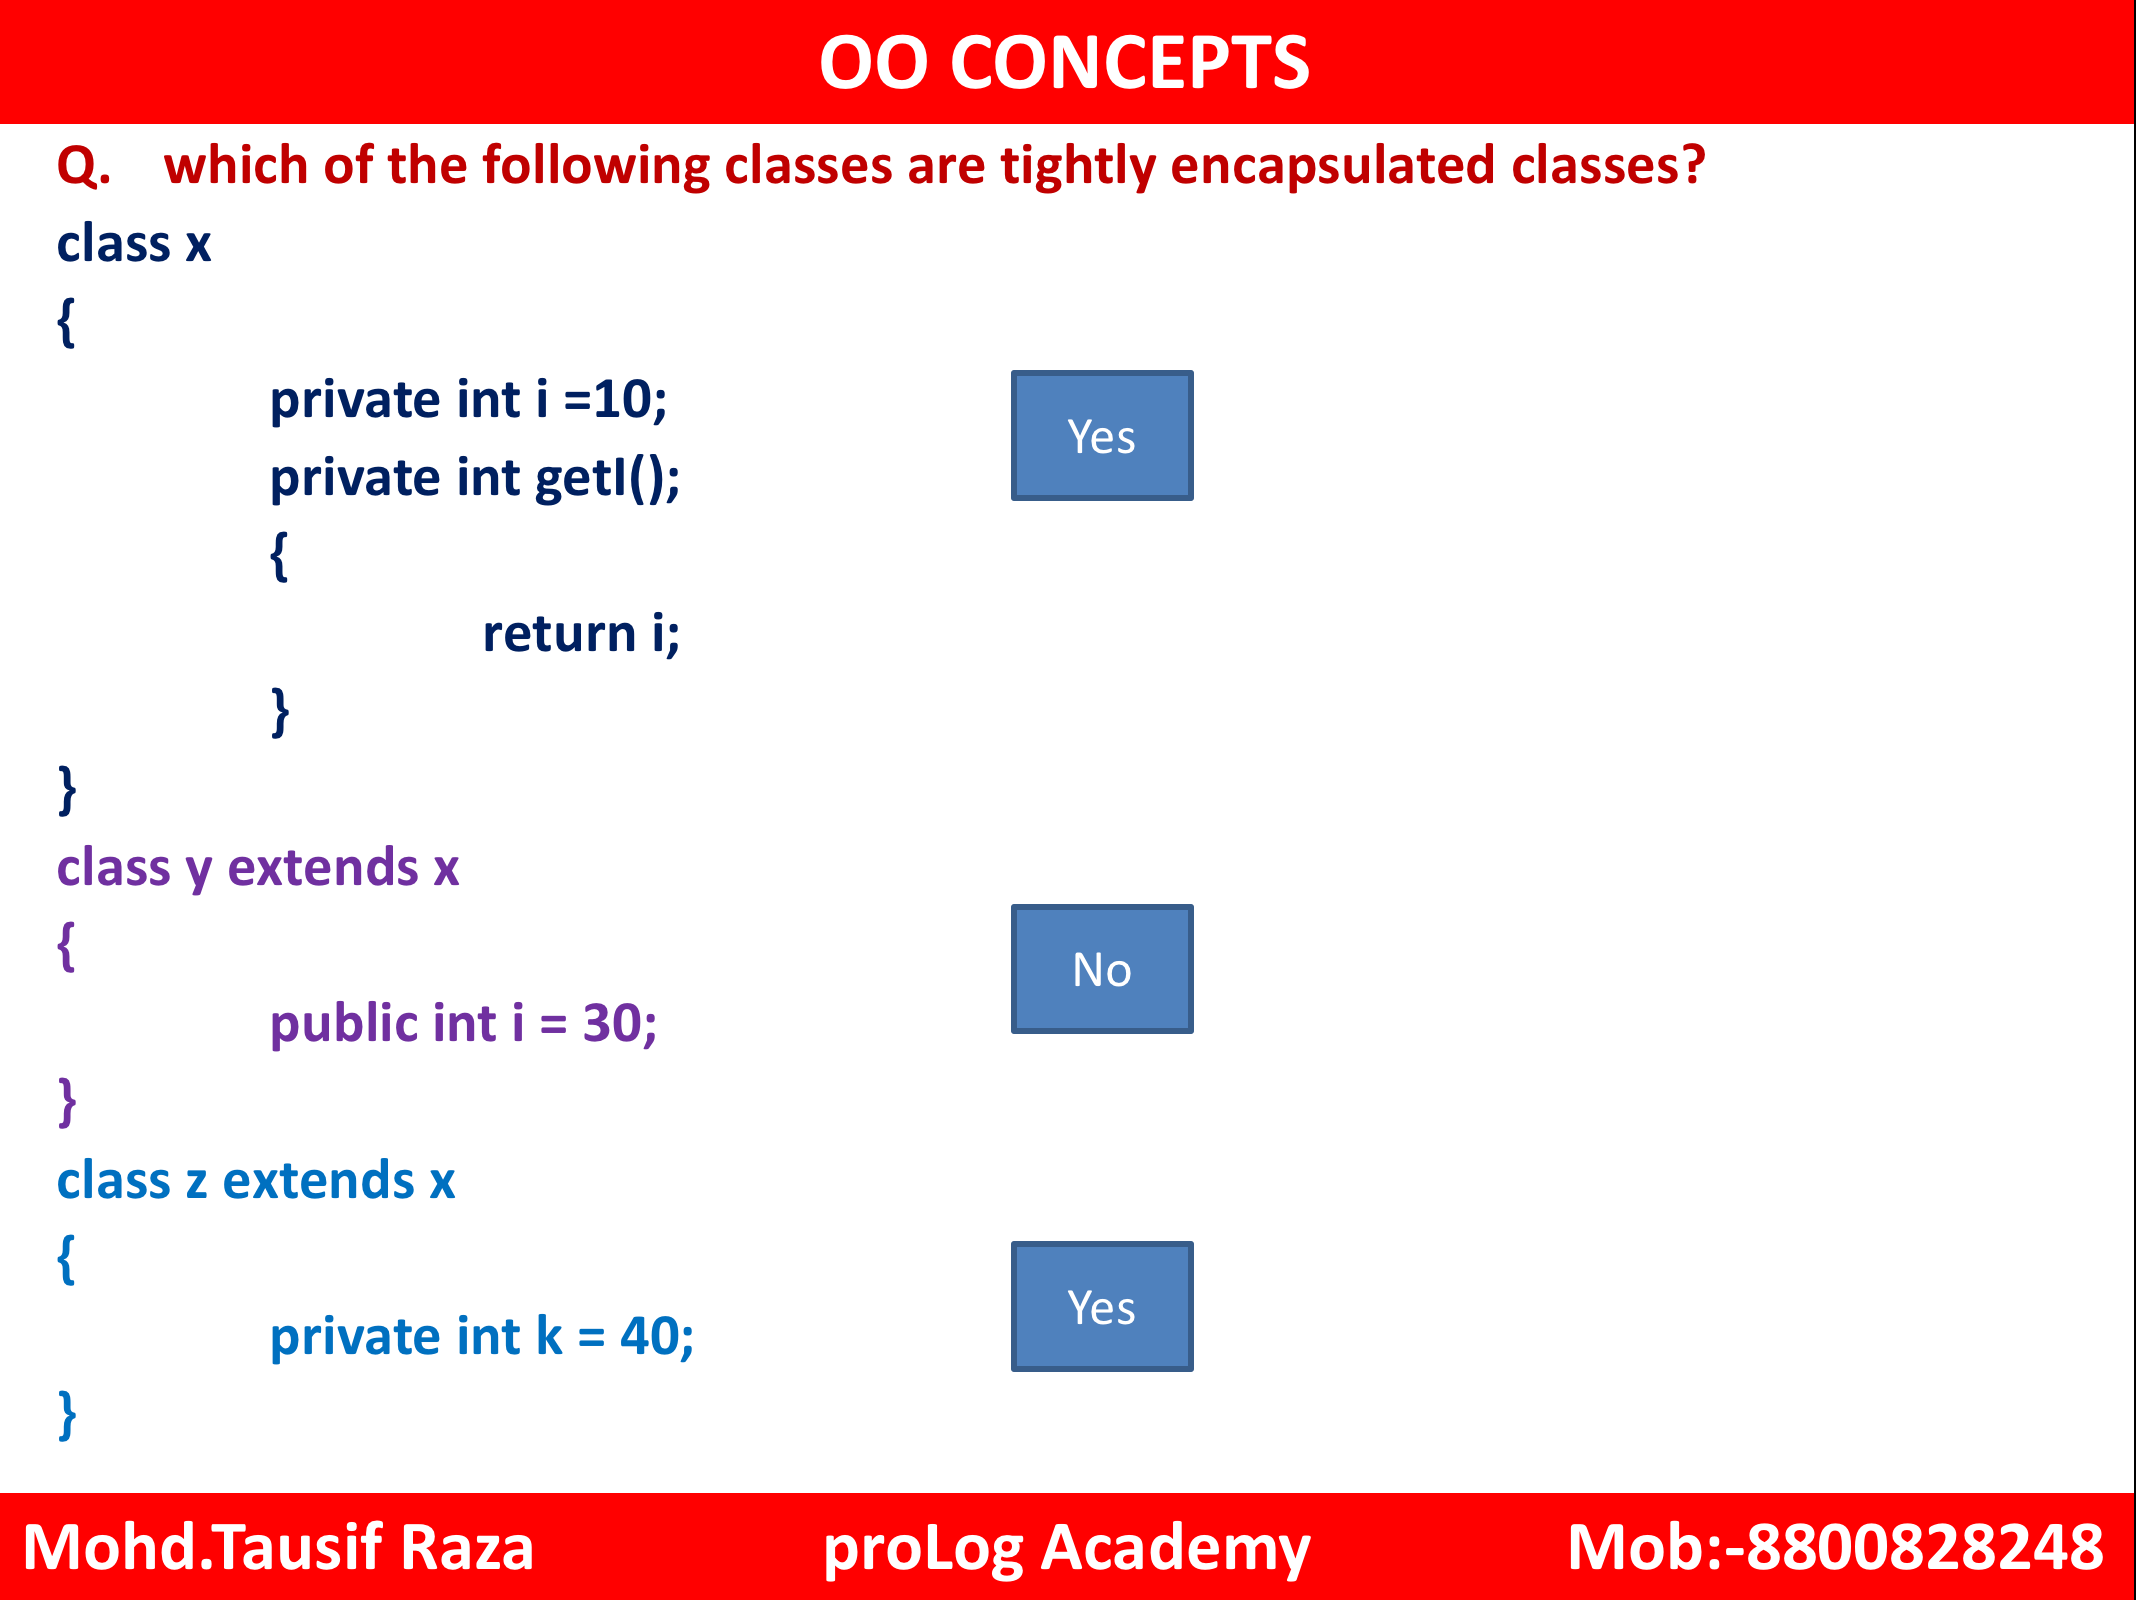 OO CONCEPTS
Q. which of the following classes are tightly encapsulated classes?
class x
{
private int i =10;
private int getI();
{
return i;
}
}
Yes
class y extends x
{
public int i = 30;
}
No
class z extends x
{
private int k = 40;
}
Yes
Mohd.Tausif Raza proLog Academy Mob:-8800828248